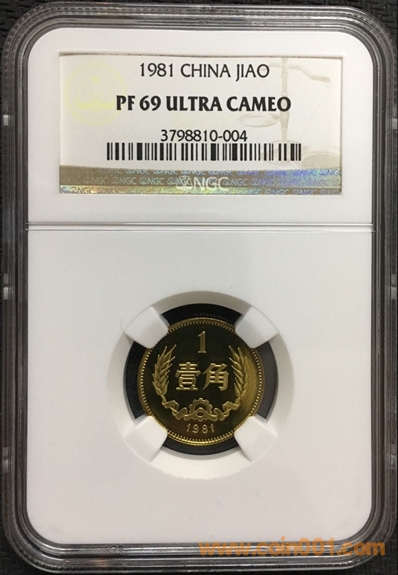 1981 CHINA JIAO
PF 69 ULTRA CAMEO
3798810-004
NGC
1
壹角
1981
www.coin001.com